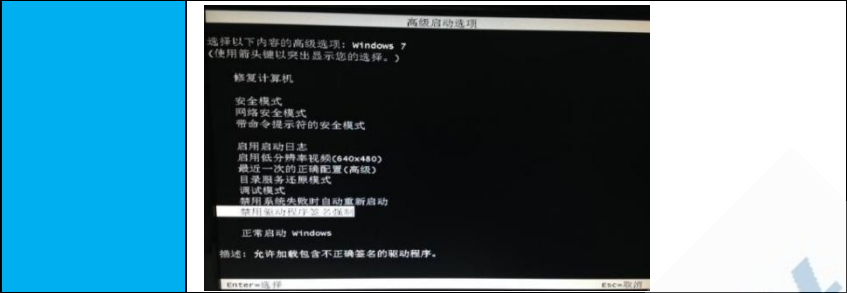 高级启动选项
选择以下内容的高级选项: Windows 7
(使用箭头键以突出显示您的选择。)
修复计算机
安全模式
网络安全模式
带命令提示符的安全模式
启用启动日志
启用低分辨率视频(640x480)
最近一次的正确配置(高级)
目录服务还原模式
调试模式
禁用系统失败时自动重新启动
禁用驱动程序签名强制
正常启动 Windows
描述: 允许加载包含不正确签名的驱动程序。
Enter=选择 Esc=取消